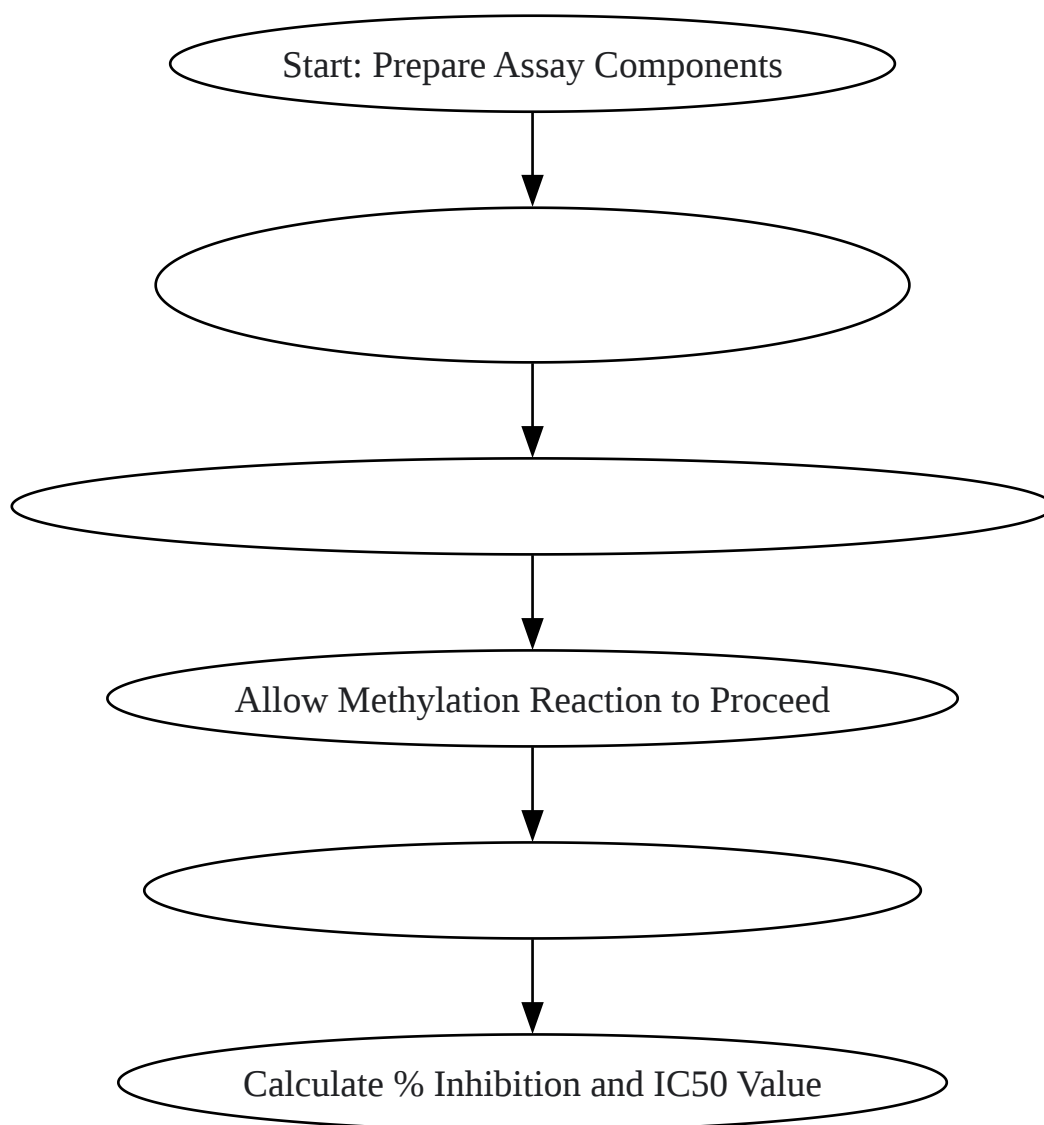 Start: Prepare Assay Components
Allow Methylation Reaction to Proceed
Calculate % Inhibition and IC50 Value